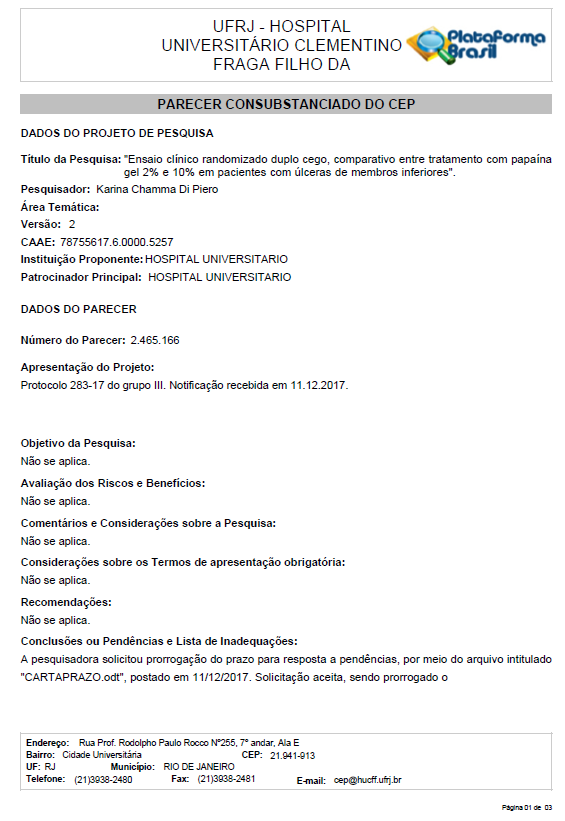 UFRJ - HOSPITAL
UNIVERSITÁRIO CLEMENTINO
FRAGA FILHO DA
Plataforma
Brasil
PARECER CONSUBSTANCIADO DO CEP
DADOS DO PROJETO DE PESQUISA
Título da Pesquisa: "Ensaio clínico randomizado duplo cego, comparativo entre tratamento com papaína
gel 2% e 10% em pacientes com úlceras de membros inferiores".
Pesquisador: Karina Chamma Di Piero
Área Temática:
Versão: 2
CAAE: 78755617.6.0000.5257
Instituição Proponente: HOSPITAL UNIVERSITARIO
Patrocinador Principal: HOSPITAL UNIVERSITARIO
DADOS DO PARECER
Número do Parecer: 2.465.166
Apresentação do Projeto:
Protocolo 283-17 do grupo III. Notificação recebida em 11.12.2017.
Objetivo da Pesquisa:
Não se aplica.
Avaliação dos Riscos e Benefícios:
Não se aplica.
Comentários e Considerações sobre a Pesquisa:
Não se aplica.
Considerações sobre os Termos de apresentação obrigatória:
Não se aplica.
Recomendações:
Não se aplica.
Conclusões ou Pendências e Lista de Inadequações:
A pesquisadora solicitou prorrogação do prazo para resposta a pendências, por meio do arquivo intitulado
"CARTAPRAZO.odt", postado em 11/12/2017. Solicitação aceita, sendo prorrogado o
Endereço: Rua Prof. Rodolpho Paulo Rocco Nº255, 7º andar, Ala E
Bairro: Cidade Universitária CEP: 21.941-913
UF: RJ Município: RIO DE JANEIRO
Telefone: (21)3938-2480 Fax: (21)3938-2481 E-mail: cep@hucff.ufrj.br
Página 01 de 03